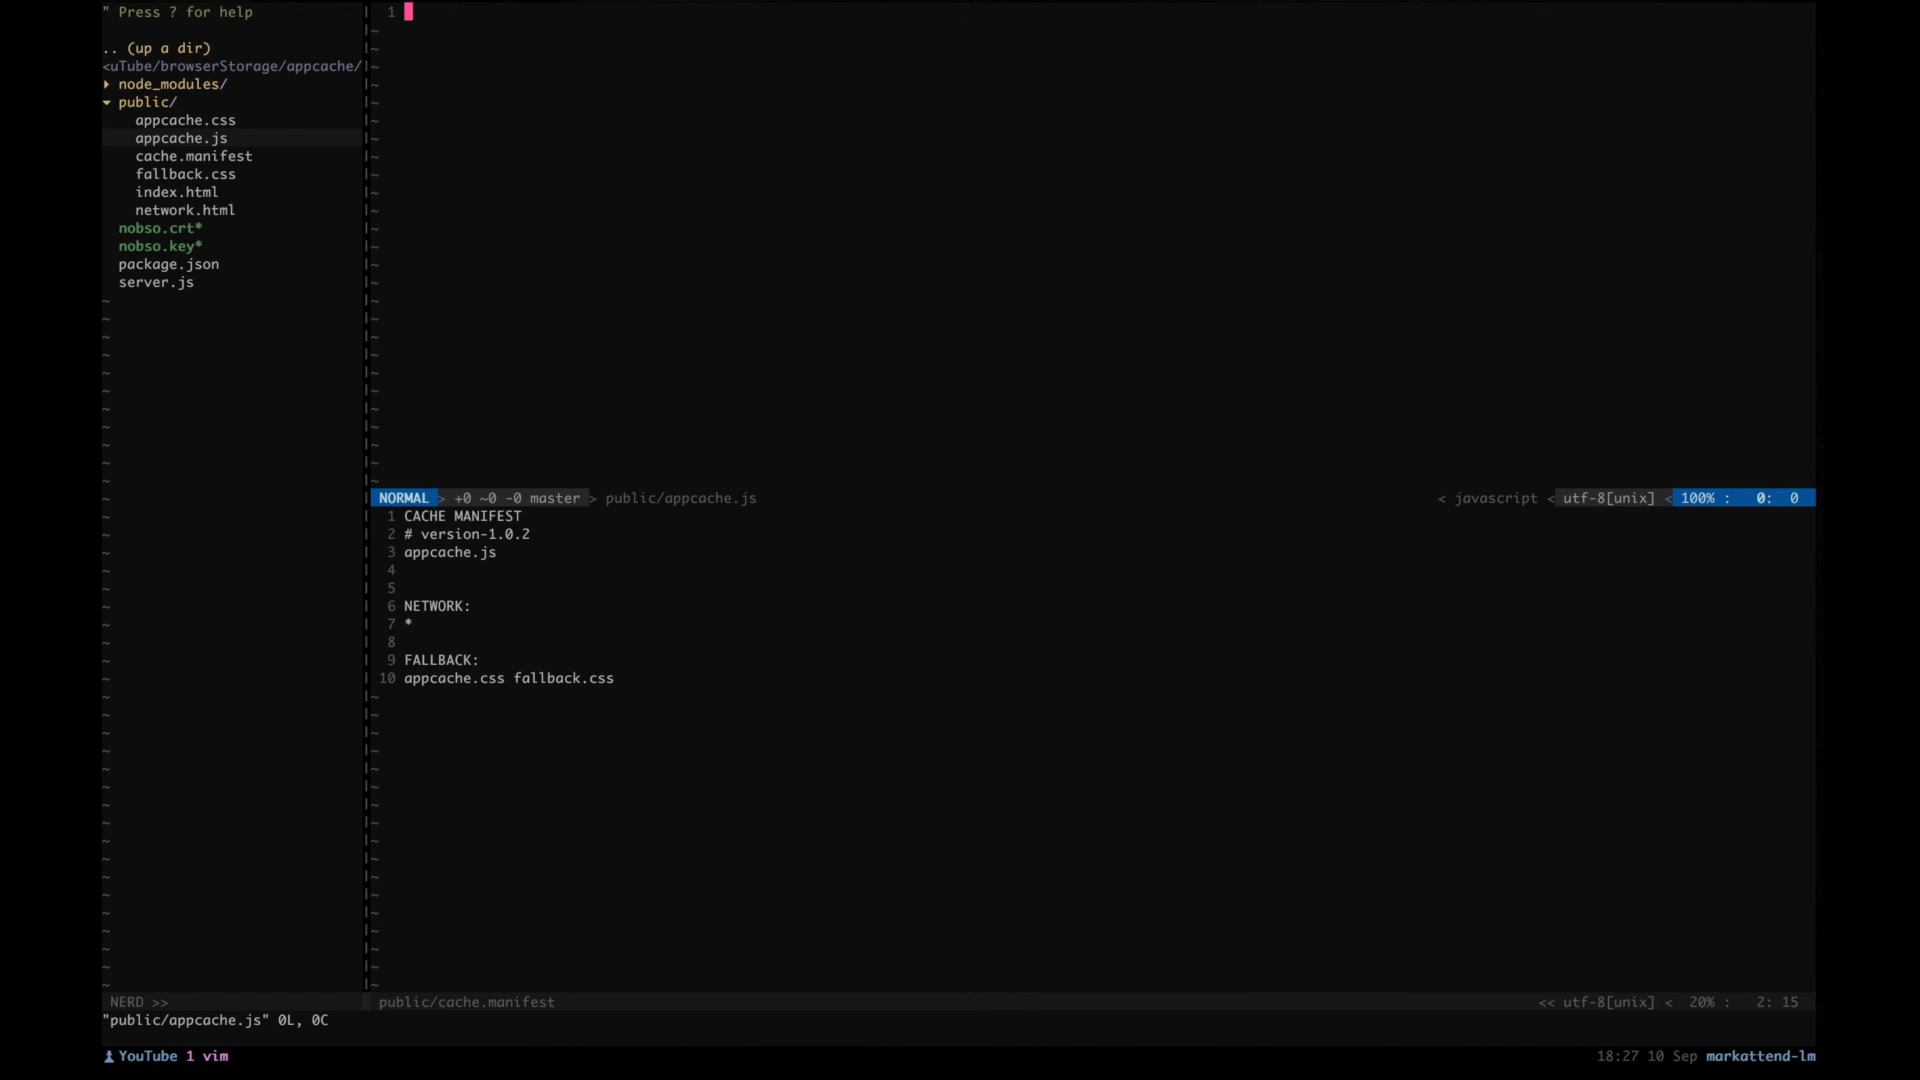 " Press ? for help
.. (up a dir)
<uTube/browserStorage/appcache/
▸ node_modules/
▾ public/
appcache.css
appcache.js
cache.manifest
fallback.css
index.html
network.html
nobso.crt*
nobso.key*
package.json
server.js
NERD >>
1
NORMAL > +0 ~0 -0 master > public/appcache.js < javascript < utf-8[unix] < 100% : 0: 0
1 CACHE MANIFEST
2 # version-1.0.2
3 appcache.js
4
5
6 NETWORK:
7 *
8
9 FALLBACK:
10 appcache.css fallback.css
public/cache.manifest << utf-8[unix] < 20% : 2: 15
"public/appcache.js" 0L, 0C
YouTube 1 vim 18:27 10 Sep markattend-lm